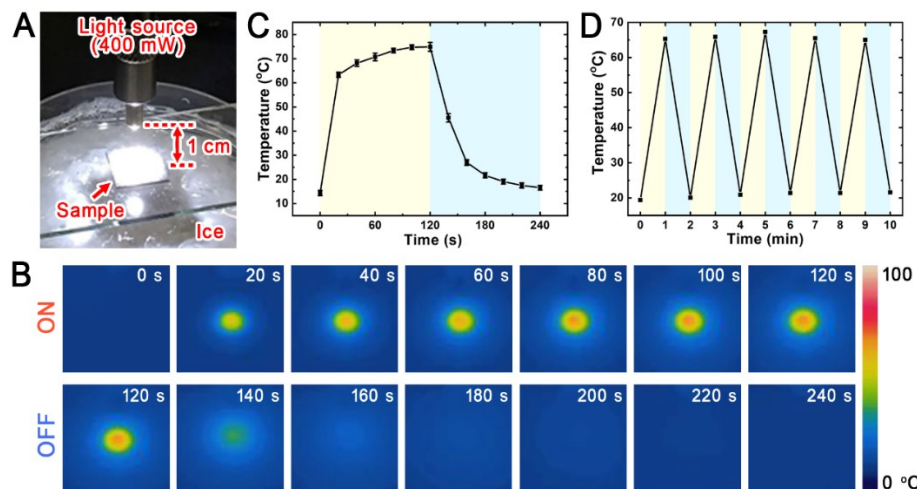 A
Light source
(400 mW)
1 cm
Sample
Ice
C
Temperature (°C)
80
70
60
50
40
30
20
10
0
60
120
180
240
Time (s)
D
Temperature (°C)
70
60
50
40
30
20
0
1
2
3
4
5
6
7
8
9
10
Time (min)
B
ON
0 s
20 s
40 s
60 s
80 s
100 s
120 s
OFF
120 s
140 s
160 s
180 s
200 s
220 s
240 s
100
0 °C